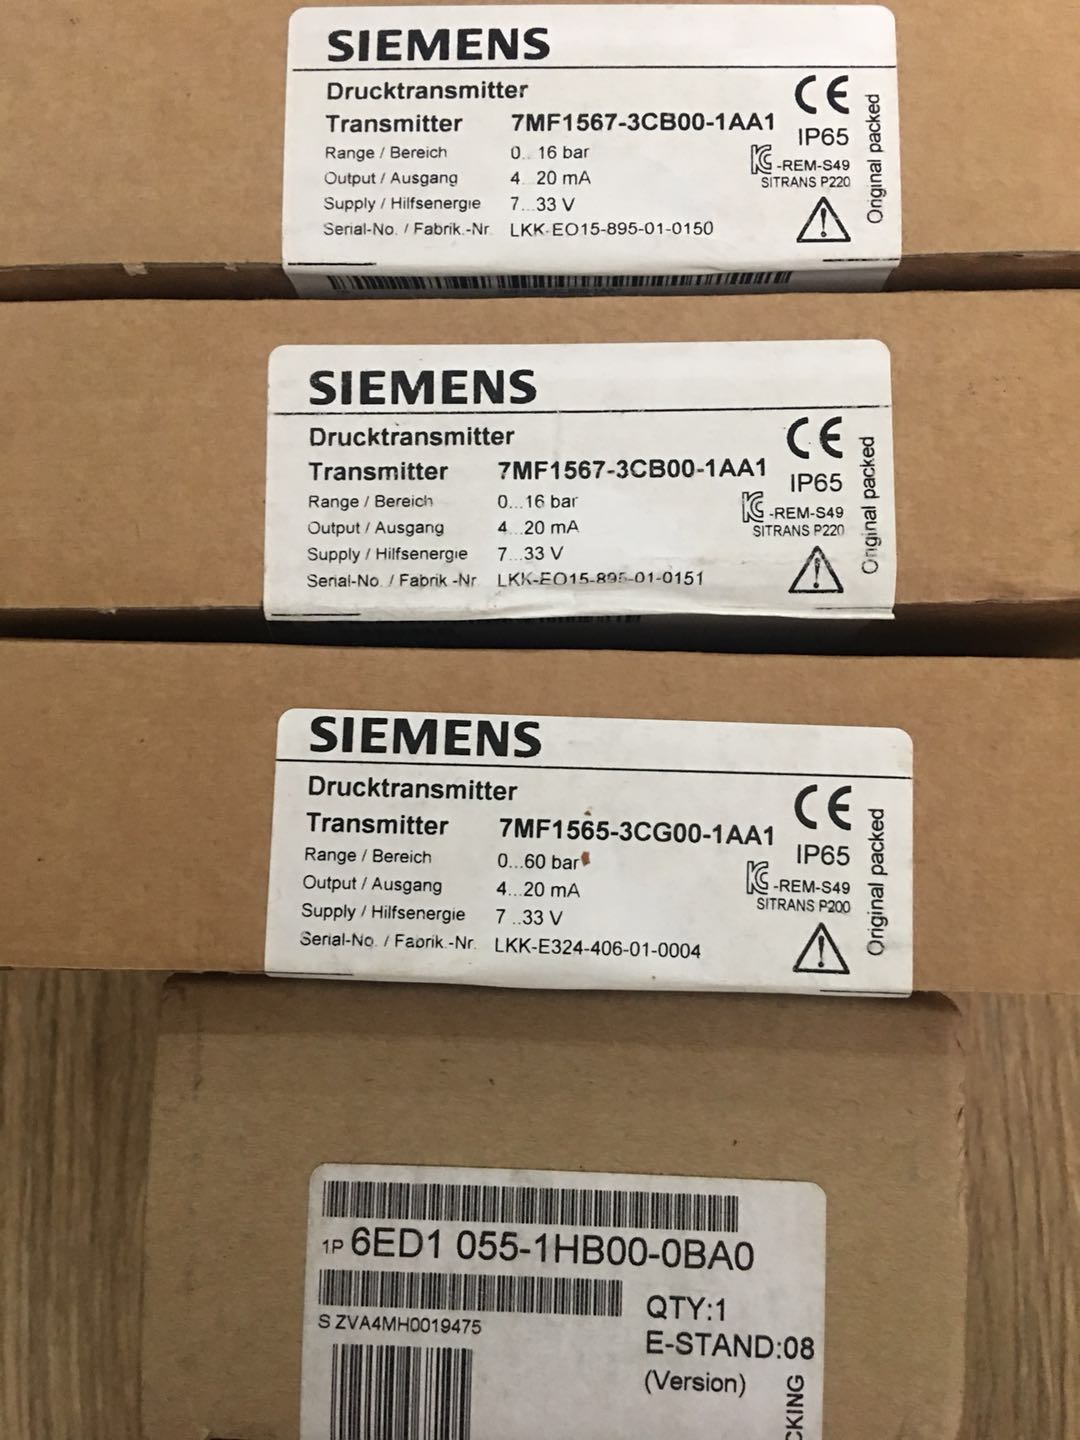 SIEMENS
Drucktransmitter
Transmitter 7MF1567-3CB00-1AA1
Range / Bereich 0...16 bar
Output / Ausgang 4...20 mA
Supply / Hilfsenergie 7...33 V
Serial-No. / Fabrik.-Nr. LKK-EO15-895-01-0150
CE
IP65
KC-REM-S49
SITRANS P220
Original packed
SIEMENS
Drucktransmitter
Transmitter 7MF1567-3CB00-1AA1
Range / Bereich 0...16 bar
Output / Ausgang 4...20 mA
Supply / Hilfsenergie 7...33 V
Serial-No. / Fabrik.-Nr. LKK-EO15-895-01-0151
CE
IP65
KC-REM-S49
SITRANS P220
Original packed
SIEMENS
Drucktransmitter
Transmitter 7MF1565-3CG00-1AA1
Range / Bereich 0...60 bar
Output / Ausgang 4...20 mA
Supply / Hilfsenergie 7...33 V
Serial-No. / Fabrik.-Nr. LKK-E324-406-01-0004
CE
IP65
KC-REM-S49
SITRANS P200
Original packed
1P 6ED1 055-1HB00-0BA0
S ZVA4MH0019475
QTY:1
E-STAND:08
(Version)